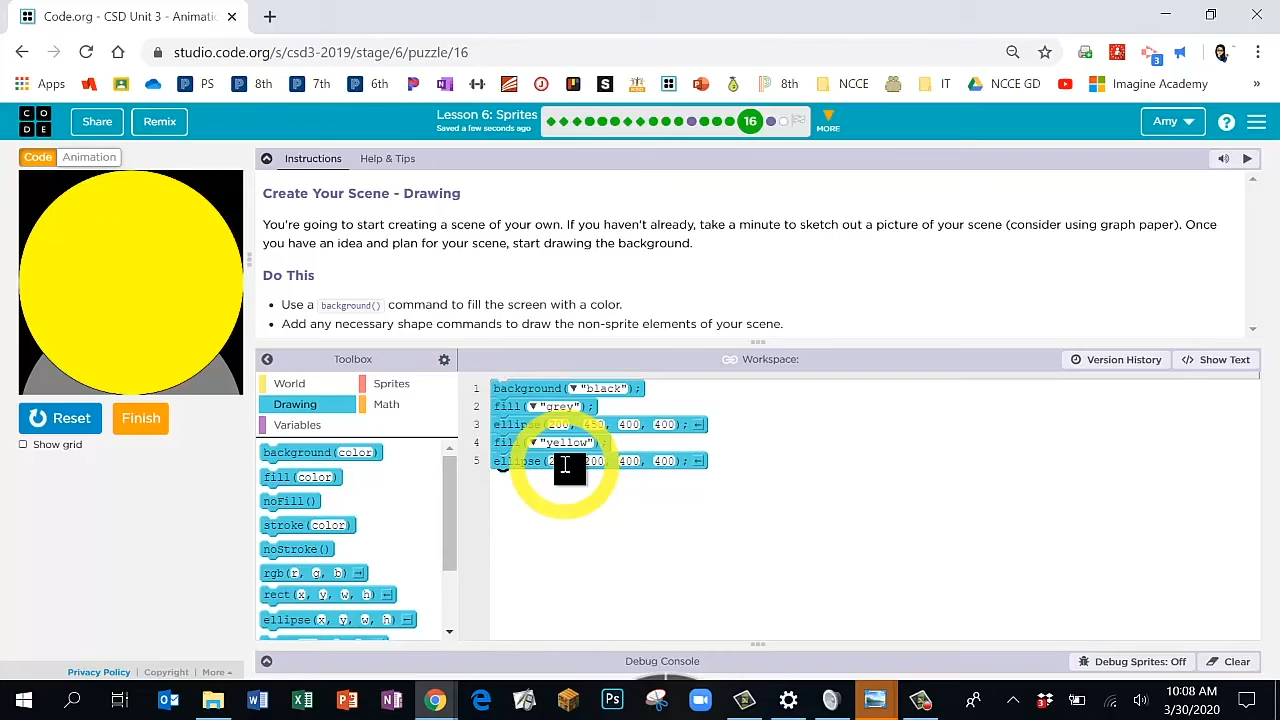 Code.org - CSD Unit 3 - Animatio
studio.code.org/s/csd3-2019/stage/6/puzzle/16
3
Apps
PS
8th
7th
6th
8th
NCCE
IT
NCCE GD
Imagine Academy
»
C O
D E
Share
Remix
Lesson 6: Sprites
Saved a few seconds ago
16
MORE
Amy
?
Code
Animation
Instructions
Help & Tips
Create Your Scene - Drawing
You're going to start creating a scene of your own. If you haven't already, take a minute to sketch out a picture of your scene (consider using graph paper). Once
you have an idea and plan for your scene, start drawing the background.
Do This
• Use a background() command to fill the screen with a color.
• Add any necessary shape commands to draw the non-sprite elements of your scene.
Toolbox
Workspace:
Version History
</> Show Text
World
Sprites
Drawing
Math
Variables
background(color)
fill(color)
noFill()
stroke(color)
noStroke()
rgb(r, g, b)
rect(x, y, w, h)
ellipse(x, y, w, h)
1 background("black");
2 fill("grey");
3 ellipse(200, 450, 400, 400);
4 fill("yellow");
5 ellipse(200, 400, 400);
Reset
Finish
Show grid
Debug Console
Debug Sprites: Off
Clear
Privacy Policy
Copyright
More
10:08 AM
3/30/2020